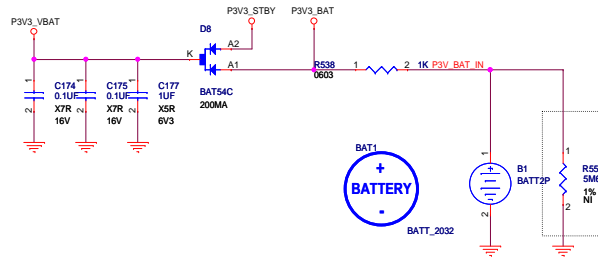 P3V3_VBAT
P3V3_STBY
P3V3_BAT
D8
K
A2
A1
BAT54C
200MA
1
2
C174
0.1UF
X7R
16V
1
2
C175
0.1UF
X7R
16V
1
2
C177
1UF
X5R
6V3
R538
0603
1
2
1K
P3V_BAT_IN
BAT1
+
BATTERY
-
BATT_2032
1
B1
BATT2P
2
1
R55
5M6
1%
NI
2